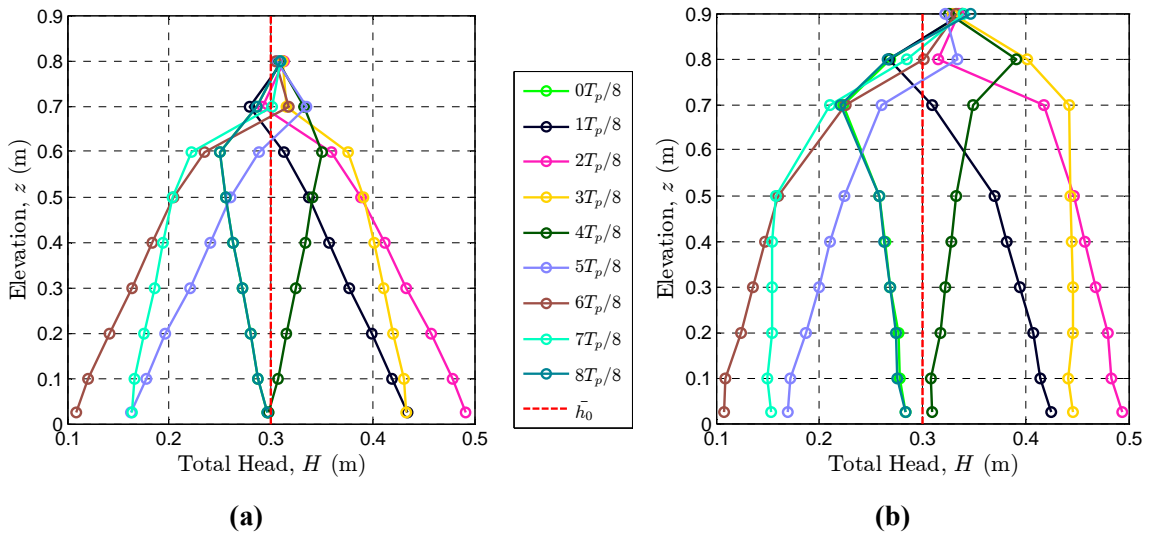 0.9
0.8
0.7
0.6
0.5
0.4
0.3
0.2
0.1
0
Elevation, z (m)
0.1 0.2 0.3 0.4 0.5
Total Head, H (m)
(a)
0T_p/8
1T_p/8
2T_p/8
3T_p/8
4T_p/8
5T_p/8
6T_p/8
7T_p/8
8T_p/8
h̄_0
0.9
0.8
0.7
0.6
0.5
0.4
0.3
0.2
0.1
0
Elevation, z (m)
0.1 0.2 0.3 0.4 0.5
Total Head, H (m)
(b)